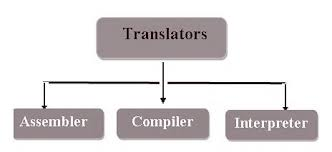 Translators
Assembler
Compiler
Interpreter